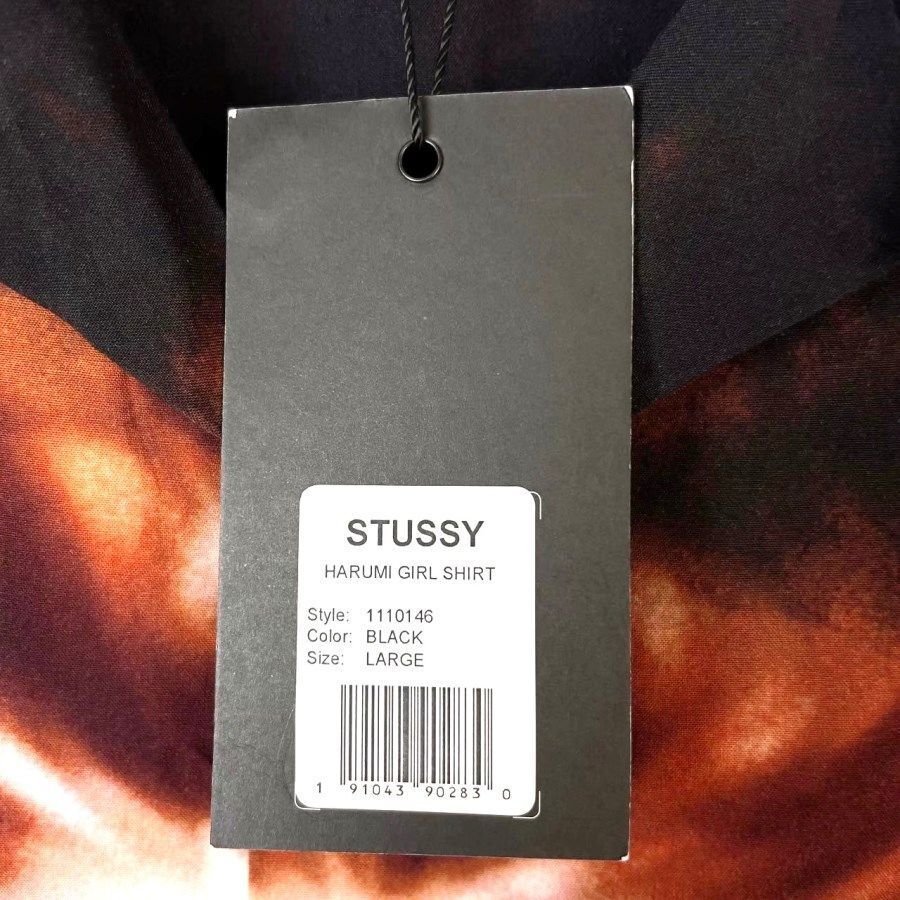 STUSSY
HARUMI GIRL SHIRT
Style: 1110146
Color: BLACK
Size: LARGE
1 91043 90283 0